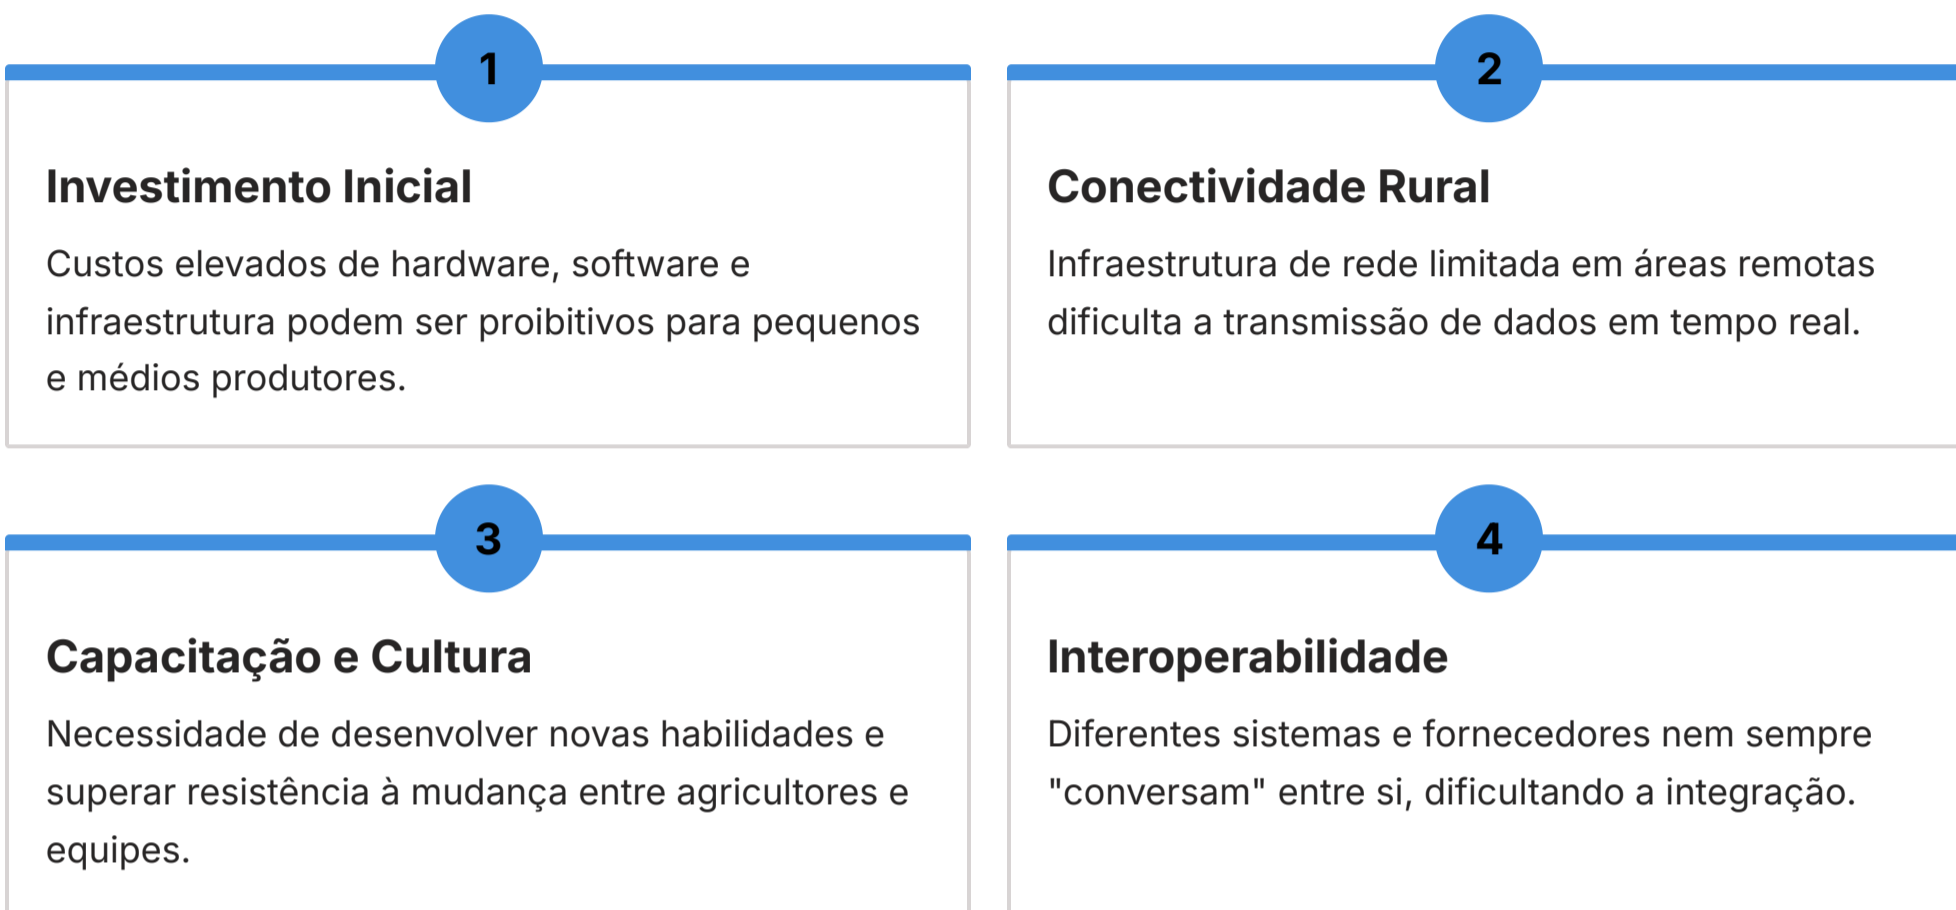 1
Investimento Inicial
Custos elevados de hardware, software e
infraestrutura podem ser proibitivos para pequenos
e médios produtores.
2
Conectividade Rural
Infraestrutura de rede limitada em áreas remotas
dificulta a transmissão de dados em tempo real.
3
Capacitação e Cultura
Necessidade de desenvolver novas habilidades e
superar resistência à mudança entre agricultores e
equipes.
4
Interoperabilidade
Diferentes sistemas e fornecedores nem sempre
"conversam" entre si, dificultando a integração.